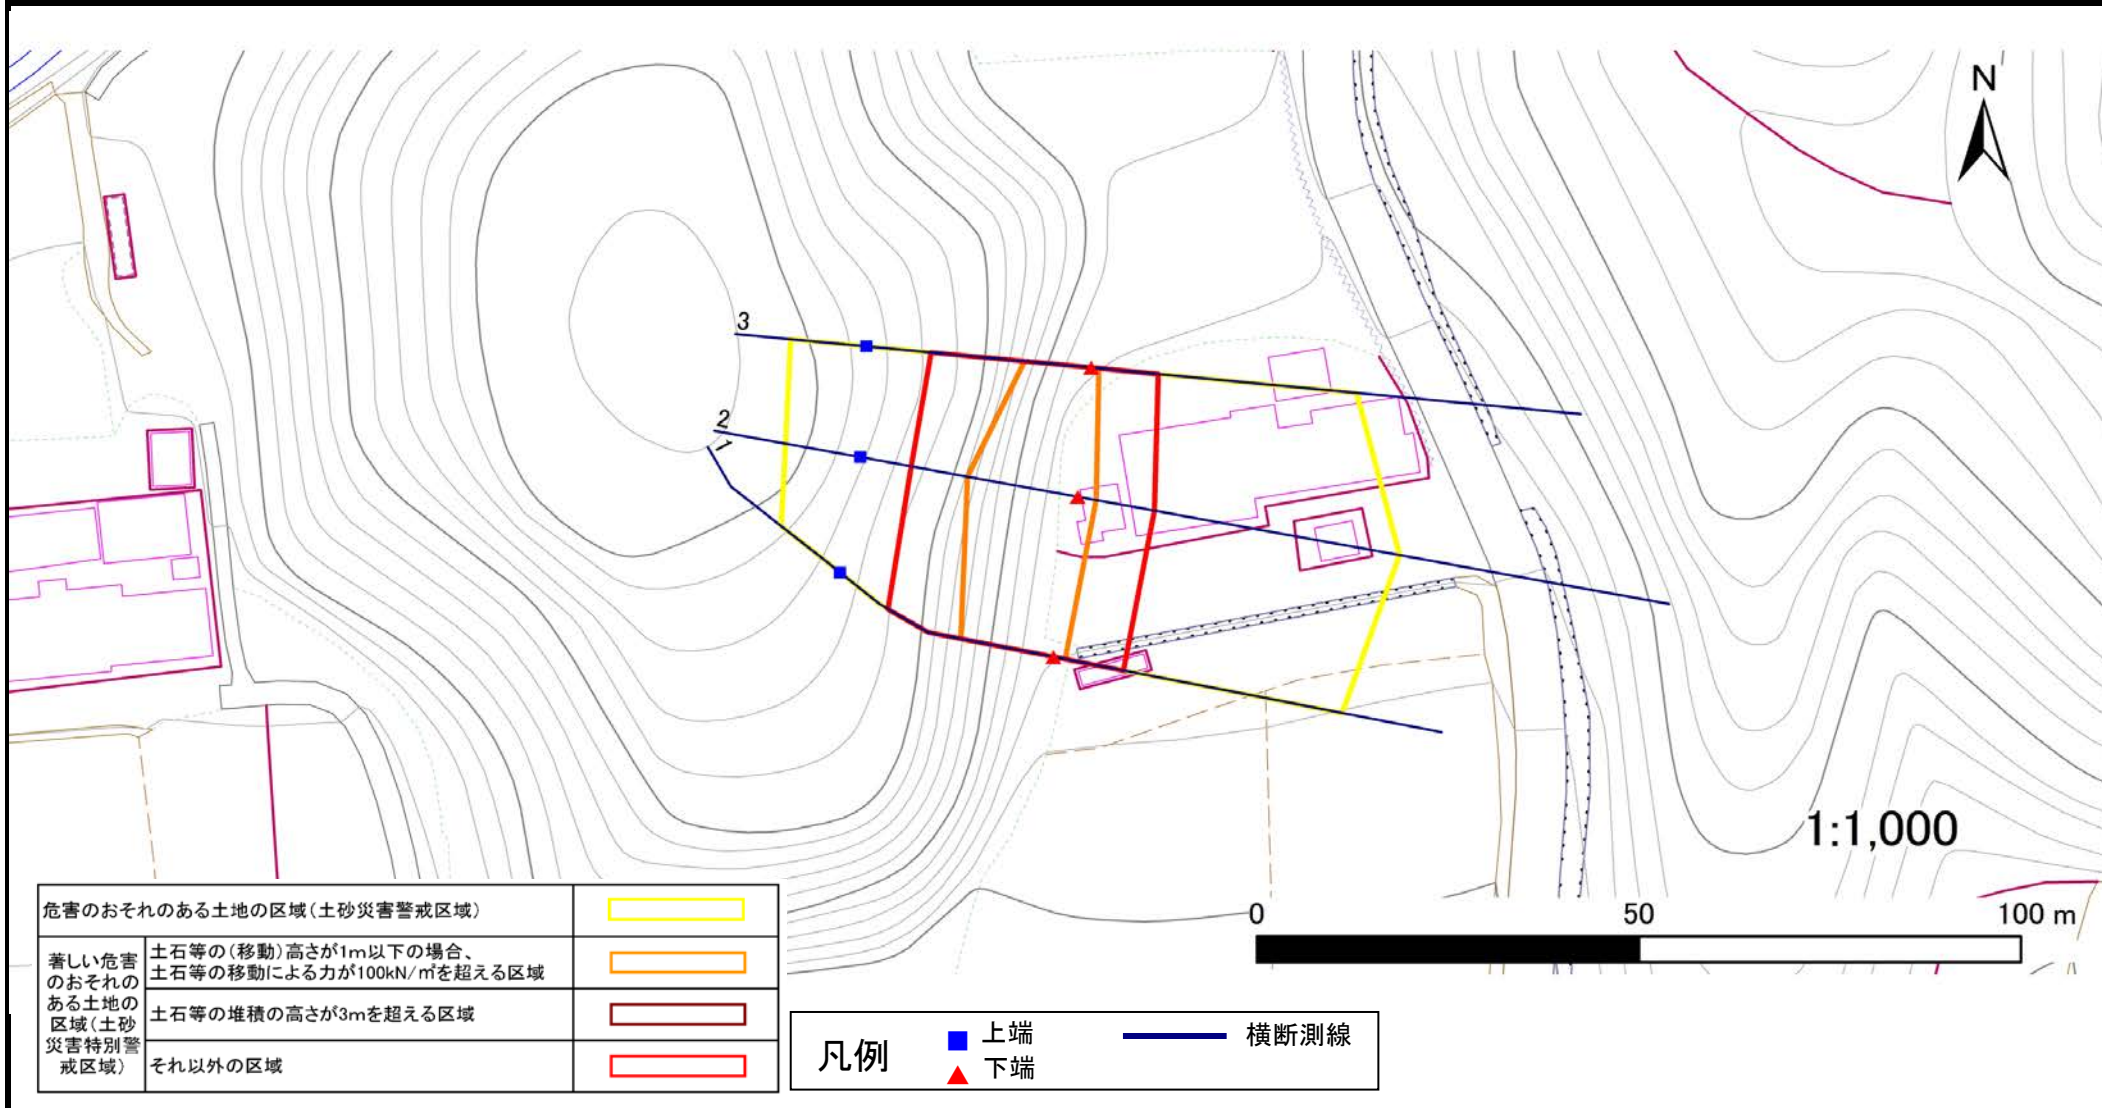 N
3
2
1
1:1,000
0 50 100 m
危害のおそれのある土地の区域(土砂災害警戒区域)
著しい危害
のおそれの
ある土地の
区域(土砂
災害特別警
戒区域)
土石等の(移動)高さが1m以下の場合、
土石等の移動による力が100kN/㎡を超える区域
土石等の堆積の高さが3mを超える区域
それ以外の区域
凡例
上端
下端
横断測線